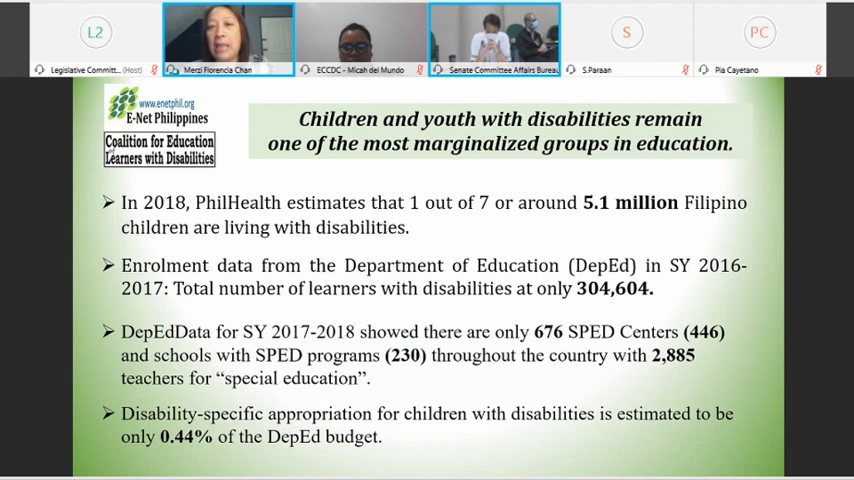 L2
S
PC
Legislative Committ... (Host)
Merzi Florencia Chan
ECCDC - Micah del Mundo
Senate Committee Affairs Bureau
S.Paraan
Pia Cayetano
www.enetphil.org
E-Net Philippines
Coalition for Education
Learners with Disabilities
Children and youth with disabilities remain
one of the most marginalized groups in education.
➢ In 2018, PhilHealth estimates that 1 out of 7 or around 5.1 million Filipino
children are living with disabilities.
➢ Enrolment data from the Department of Education (DepEd) in SY 2016-
2017: Total number of learners with disabilities at only 304,604.
➢ DepEdData for SY 2017-2018 showed there are only 676 SPED Centers (446)
and schools with SPED programs (230) throughout the country with 2,885
teachers for “special education”.
➢ Disability-specific appropriation for children with disabilities is estimated to be
only 0.44% of the DepEd budget.